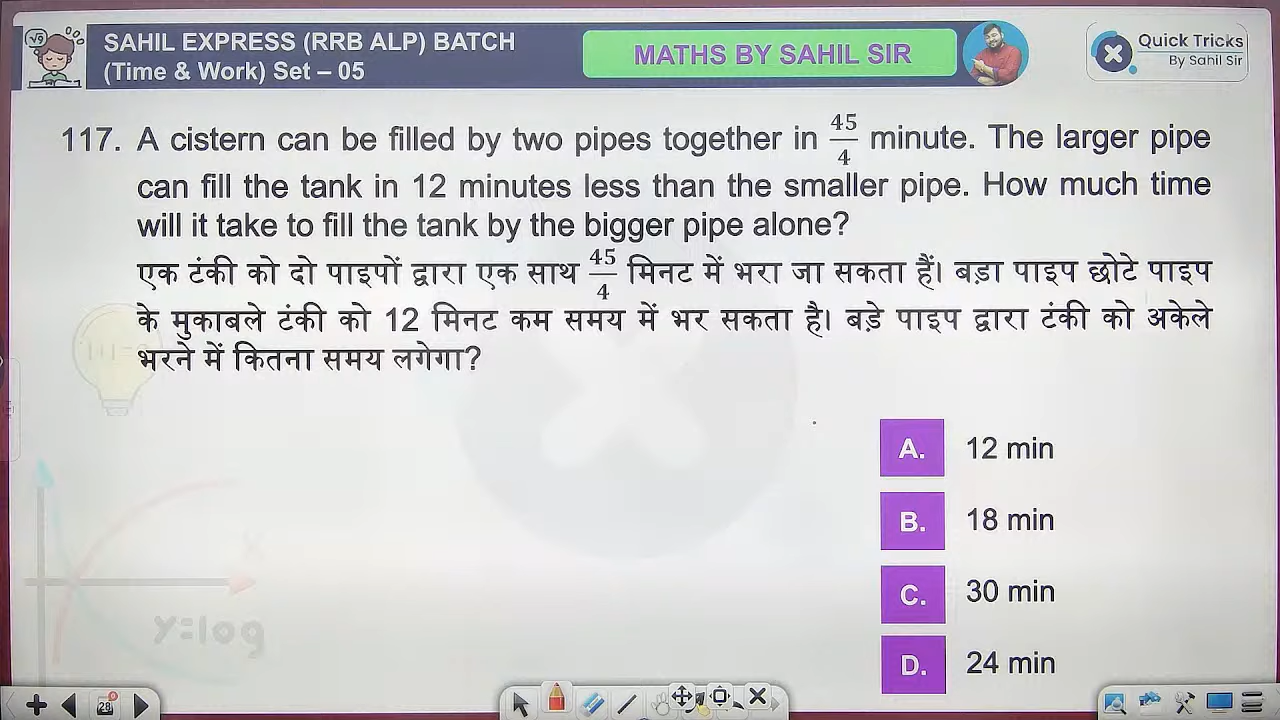 SAHIL EXPRESS (RRB ALP) BATCH
(Time & Work) Set – 05
MATHS BY SAHIL SIR
Quick Tricks
By Sahil Sir
√9
117. A cistern can be filled by two pipes together in 45/4 minute. The larger pipe
can fill the tank in 12 minutes less than the smaller pipe. How much time
will it take to fill the tank by the bigger pipe alone?
एक टंकी को दो पाइपों द्वारा एक साथ 45/4 मिनट में भरा जा सकता हैं। बड़ा पाइप छोटे पाइप
के मुकाबले टंकी को 12 मिनट कम समय में भर सकता है। बड़े पाइप द्वारा टंकी को अकेले
भरने में कितना समय लगेगा?
A. 12 min
B. 18 min
C. 30 min
D. 24 min
y=log
28